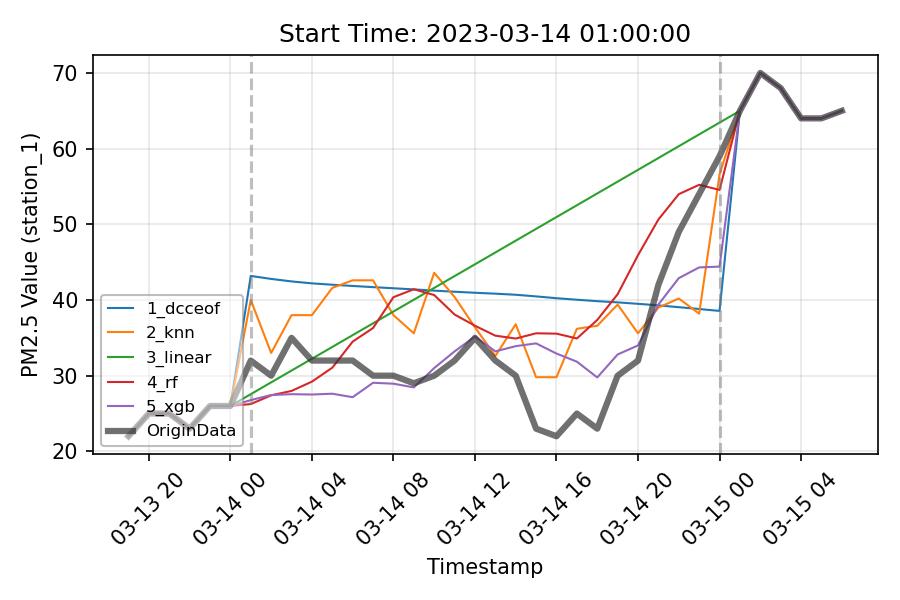 Start Time: 2023-03-14 01:00:00
PM2.5 Value (station_1)
70
60
50
40
30
20
1_dcceof
2_knn
3_linear
4_rf
5_xgb
OriginData
03-13 20
03-14 00
03-14 04
03-14 08
03-14 12
03-14 16
03-14 20
03-15 00
03-15 04
Timestamp